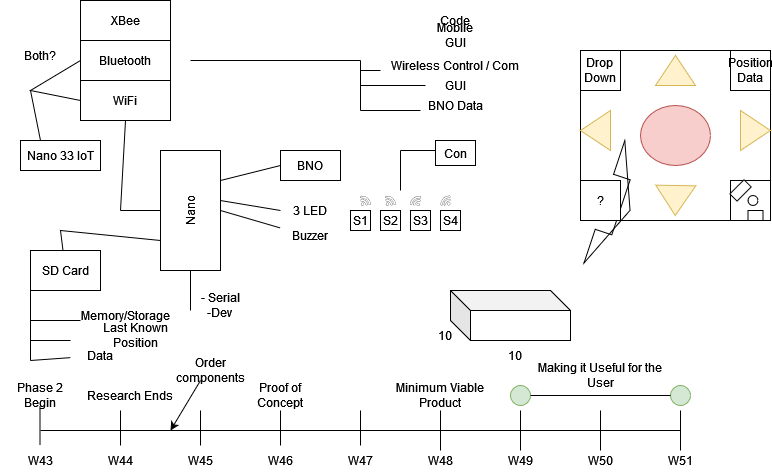 XBee
Both?
Bluetooth
WiFi
Nano 33 IoT
Code
Mobile
GUI
Wireless Control / Com
GUI
BNO Data
Drop
Down
Position
Data
?
Con
BNO
Nano
3 LED
Buzzer
S1
S2
S3
S4
SD Card
- Serial
-Dev
Memory/Storage
Last Known
Position
Data
10
10
Order
components
Making it Useful for the
User
Phase 2
Begin
Research Ends
Proof of
Concept
Minimum Viable
Product
W43
W44
W45
W46
W47
W48
W49
W50
W51